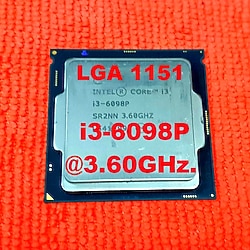 LGA 1151
INTEL® CORE™ i3
i3-6098P
SR2NN 3.60GHZ
i3-6098P
@3.60GHz.